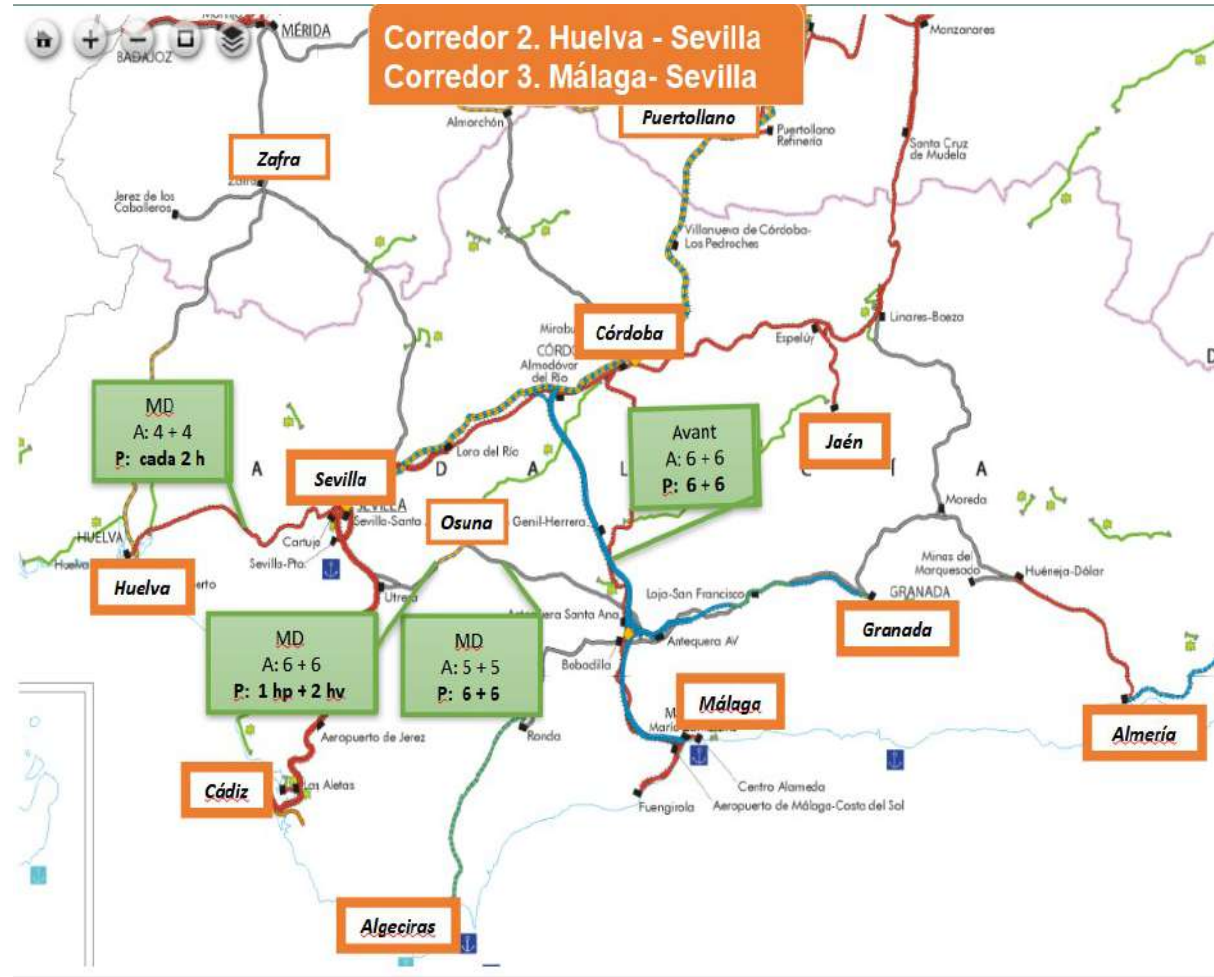 Corredor 2. Huelva - Sevilla
Corredor 3. Málaga- Sevilla
MÉRIDA
BADAJOZ
Manzanares
Almorchón
Puertollano
Puertollano
Refinería
Santa Cruz
de Mudela
Zafra
Jerez de los
Caballeros
Villanueva de Córdoba-
Los Pedroches
Linares-Baeza
Córdoba
Espelúy
Almodóvar
del Río
MD
A: 4 + 4
P: cada 2 h
Avant
A: 6 + 6
P: 6 + 6
Jaén
Lora del Río
Sevilla
A D A L C Í A
SEVILLA
Sevilla-Santa
Osuna
Genil-Herrera
Moreda
HUELVA
Cartuja
Sevilla-Pta.
Huelva
Huelva
Minas del
Marquesado
Huéneja-Dólar
Utrera
Loja-San Francisco
GRANADA
Granada
Santa Ana
Antequera AV
Bobadilla
MD
A: 6 + 6
P: 1 hp + 2 hv
MD
A: 5 + 5
P: 6 + 6
Málaga
Almería
Aeropuerto de Jerez
Ronda
Cádiz
Las Aletas
Centro Alameda
Fuengirola
Aeropuerto de Málaga-Costa del Sol
Algeciras